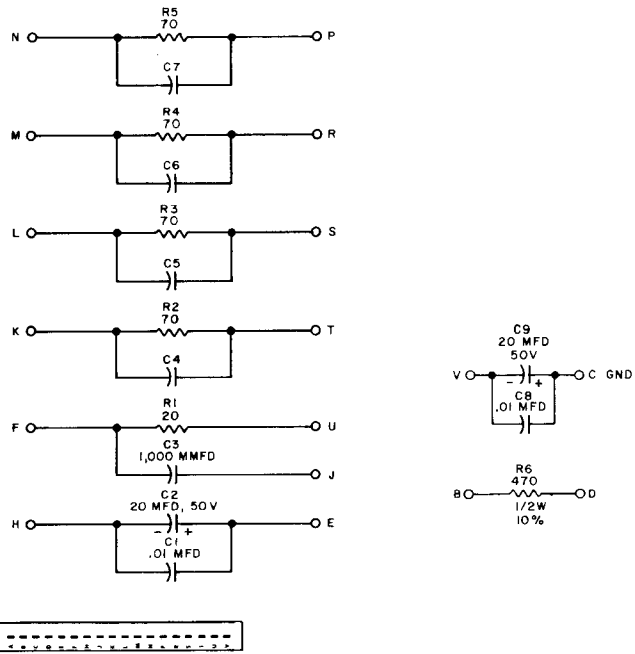 R5
70
N
P
C7
R4
70
M
R
C6
R3
70
L
S
C5
R2
70
K
T
C4
R1
20
F
U
C3
1,000 MMFD
J
C2
20 MFD, 50V
H
- +
E
C1
.01 MFD
C9
20 MFD
50V
V
- +
C GND
C8
.01 MFD
R6
470
B
D
1/2W
10%